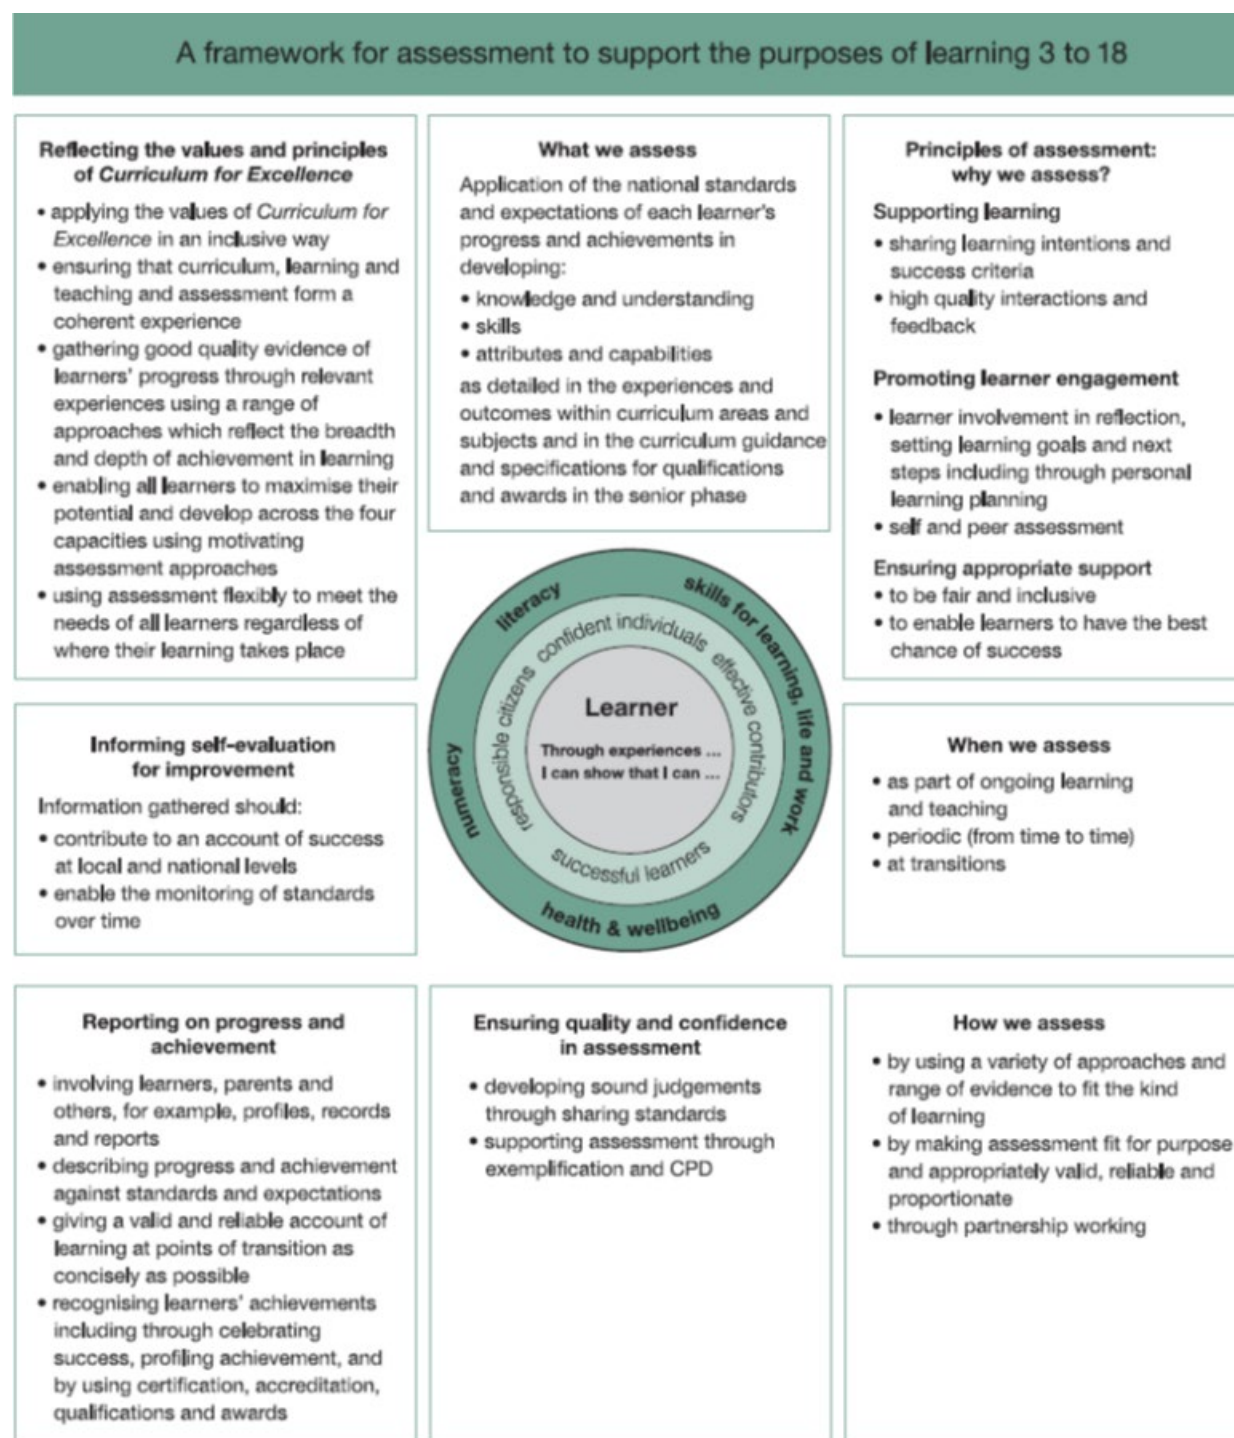 A framework for assessment to support the purposes of learning 3 to 18
Reflecting the values and principles
of Curriculum for Excellence
• applying the values of Curriculum for
Excellence in an inclusive way
• ensuring that curriculum, learning and
teaching and assessment form a
coherent experience
• gathering good quality evidence of
learners' progress through relevant
experiences using a range of
approaches which reflect the breadth
and depth of achievement in learning
• enabling all learners to maximise their
potential and develop across the four
capacities using motivating
assessment approaches
• using assessment flexibly to meet the
needs of all learners regardless of
where their learning takes place
What we assess
Application of the national standards
and expectations of each learner's
progress and achievements in
developing:
• knowledge and understanding
• skills
• attributes and capabilities
as detailed in the experiences and
outcomes within curriculum areas and
subjects and in the curriculum guidance
and specifications for qualifications
and awards in the senior phase
Principles of assessment:
why we assess?
Supporting learning
• sharing learning intentions and
success criteria
• high quality interactions and
feedback
Promoting learner engagement
• learner involvement in reflection,
setting learning goals and next
steps including through personal
learning planning
• self and peer assessment
Ensuring appropriate support
• to be fair and inclusive
• to enable learners to have the best
chance of success
Informing self-evaluation
for improvement
Information gathered should:
• contribute to an account of success
at local and national levels
• enable the monitoring of standards
over time
literacy
skills for learning, life and work
health & wellbeing
numeracy
confident individuals
effective contributors
successful learners
responsible citizens
Learner
Through experiences ...
I can show that I can ...
When we assess
• as part of ongoing learning
and teaching
• periodic (from time to time)
• at transitions
Reporting on progress and
achievement
• involving learners, parents and
others, for example, profiles, records
and reports
• describing progress and achievement
against standards and expectations
• giving a valid and reliable account of
learning at points of transition as
concisely as possible
• recognising learners' achievements
including through celebrating
success, profiling achievement, and
by using certification, accreditation,
qualifications and awards
Ensuring quality and confidence
in assessment
• developing sound judgements
through sharing standards
• supporting assessment through
exemplification and CPD
How we assess
• by using a variety of approaches and
range of evidence to fit the kind
of learning
• by making assessment fit for purpose
and appropriately valid, reliable and
proportionate
• through partnership working